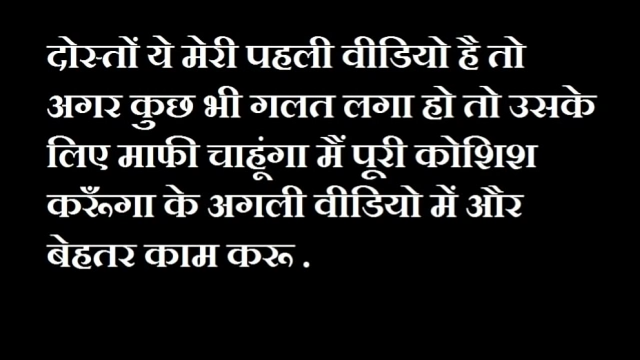 दोस्तों ये मेरी पहली वीडियो है तो
अगर कुछ भी गलत लगा हो तो उसके
लिए माफी चाहूंगा मैं पूरी कोशिश
करूँगा के अगली वीडियो में और
बेहतर काम करू .